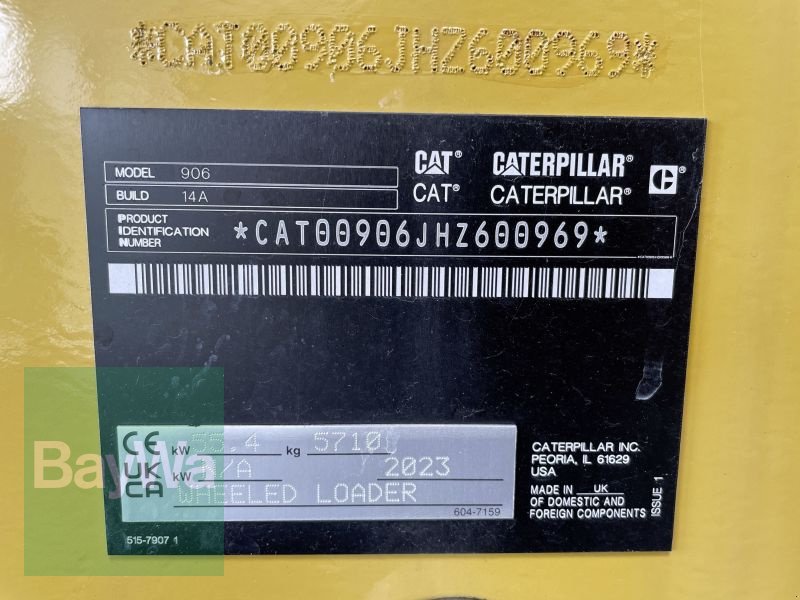 *CAT00906JHZ600969*
MODEL 906
BUILD 14A
CAT® CATERPILLAR®
CAT® CATERPILLAR®
PRODUCT IDENTIFICATION NUMBER *CAT00906JHZ600969*
CE kW 55.4 kg 5710
UKCA kW N/A 2023
WHEELED LOADER
604-7159
515-7907 1
CATERPILLAR INC.
PEORIA, IL 61629
USA
MADE IN UK
OF DOMESTIC AND
FOREIGN COMPONENTS
ISSUE 1
BayWa